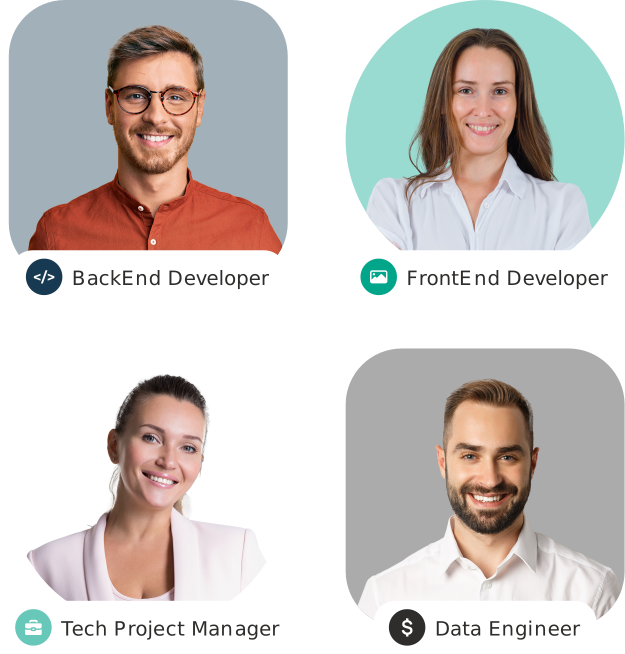 </> BackEnd Developer
FrontEnd Developer
Tech Project Manager
$ Data Engineer